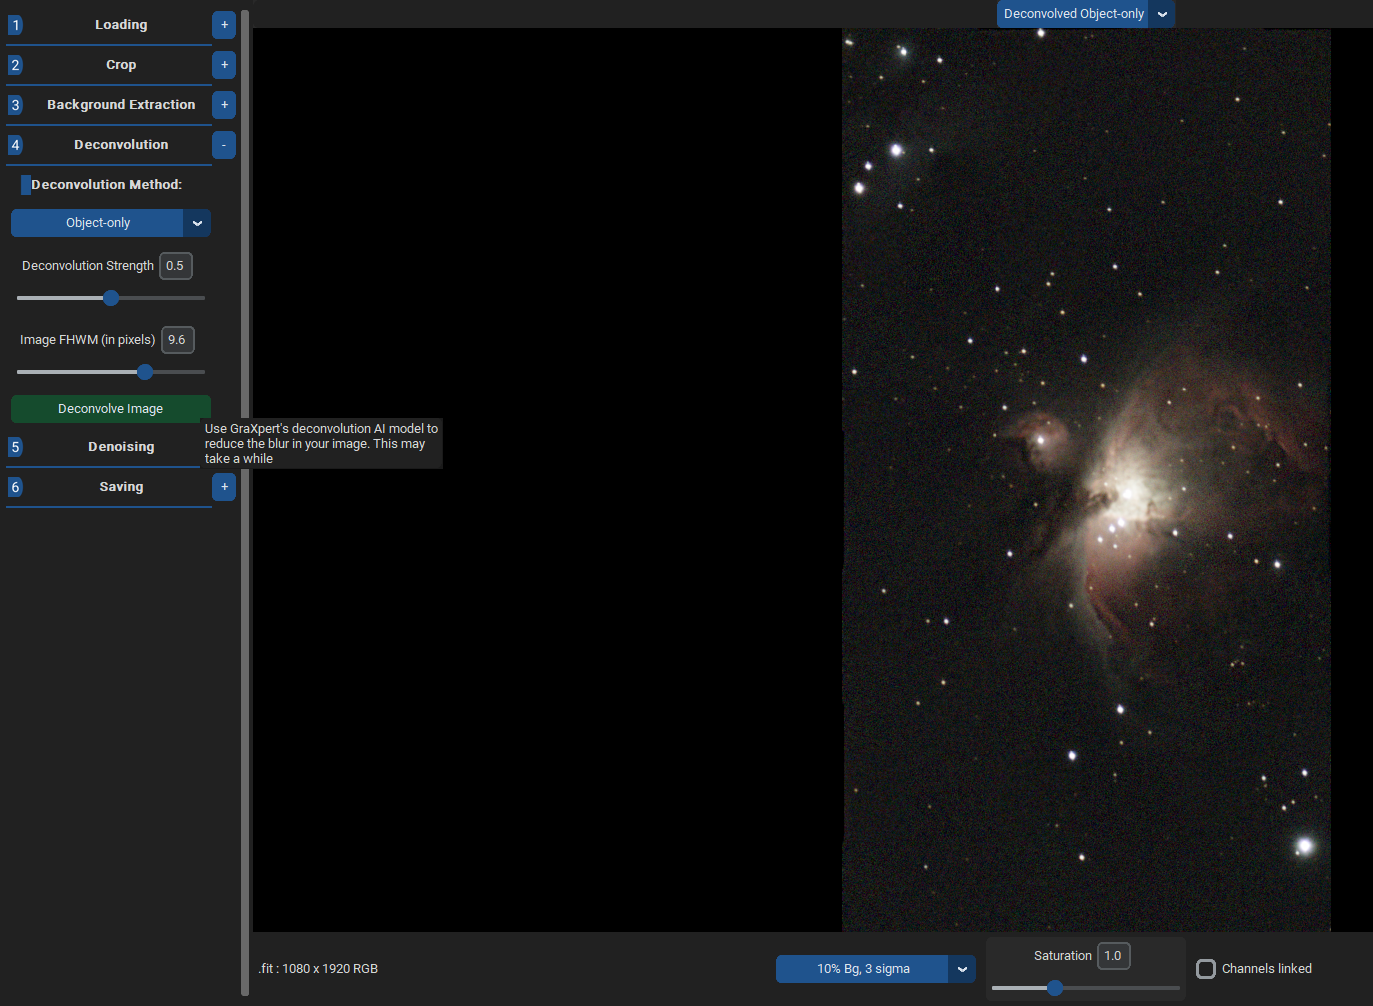 1 Loading +
2 Crop +
3 Background Extraction +
4 Deconvolution -
Deconvolution Method:
Object-only
Deconvolution Strength 0.5
Image FHWM (in pixels) 9.6
Deconvolve Image
Use GraXpert's deconvolution AI model to
reduce the blur in your image. This may
take a while
5 Denoising
6 Saving +
Deconvolved Object-only
.fit : 1080 x 1920 RGB
10% Bg, 3 sigma
Saturation 1.0
Channels linked